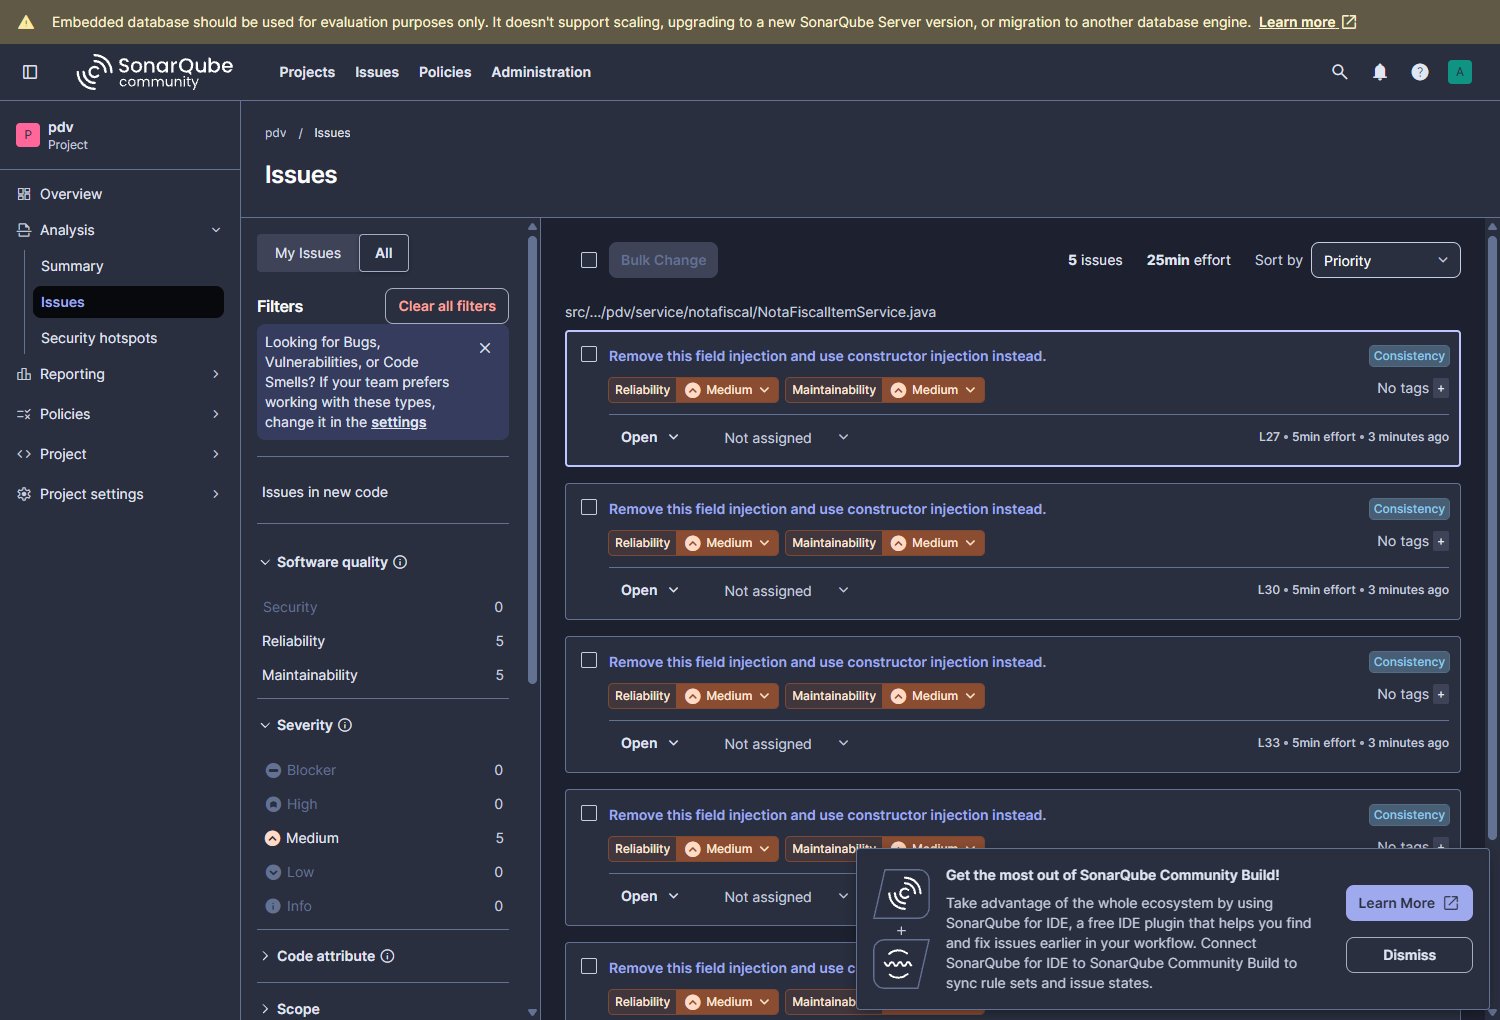 Embedded database should be used for evaluation purposes only. It doesn't support scaling, upgrading to a new SonarQube Server version, or migration to another database engine. Learn more
SonarQube
community
Projects
Issues
Policies
Administration
?
A
P
pdv
Project
Overview
Analysis
Summary
Issues
Security hotspots
Reporting
Policies
Project
Project settings
pdv / Issues
Issues
My Issues
All
Filters
Clear all filters
Looking for Bugs,
Vulnerabilities, or Code
Smells? If your team prefers
working with these types,
change it in the settings
Issues in new code
Software quality
Security 0
Reliability 5
Maintainability 5
Severity
Blocker 0
High 0
Medium 5
Low 0
Info 0
Code attribute
Scope
Bulk Change
5 issues
25min effort
Sort by
Priority
src/.../pdv/service/notafiscal/NotaFiscalItemService.java
Remove this field injection and use constructor injection instead.
Consistency
Reliability Medium Maintainability Medium
No tags +
Open
Not assigned
L27 • 5min effort • 3 minutes ago
Remove this field injection and use constructor injection instead.
Consistency
Reliability Medium Maintainability Medium
No tags +
Open
Not assigned
L30 • 5min effort • 3 minutes ago
Remove this field injection and use constructor injection instead.
Consistency
Reliability Medium Maintainability Medium
No tags +
Open
Not assigned
L33 • 5min effort • 3 minutes ago
Remove this field injection and use constructor injection instead.
Consistency
Reliability Medium Maintainability Medium
No tags +
Open
Not assigned
Remove this field injection and use c
Reliability Medium Maintainab
Get the most out of SonarQube Community Build!
Take advantage of the whole ecosystem by using
SonarQube for IDE, a free IDE plugin that helps you find
and fix issues earlier in your workflow. Connect
SonarQube for IDE to SonarQube Community Build to
sync rule sets and issue states.
+
Learn More
Dismiss